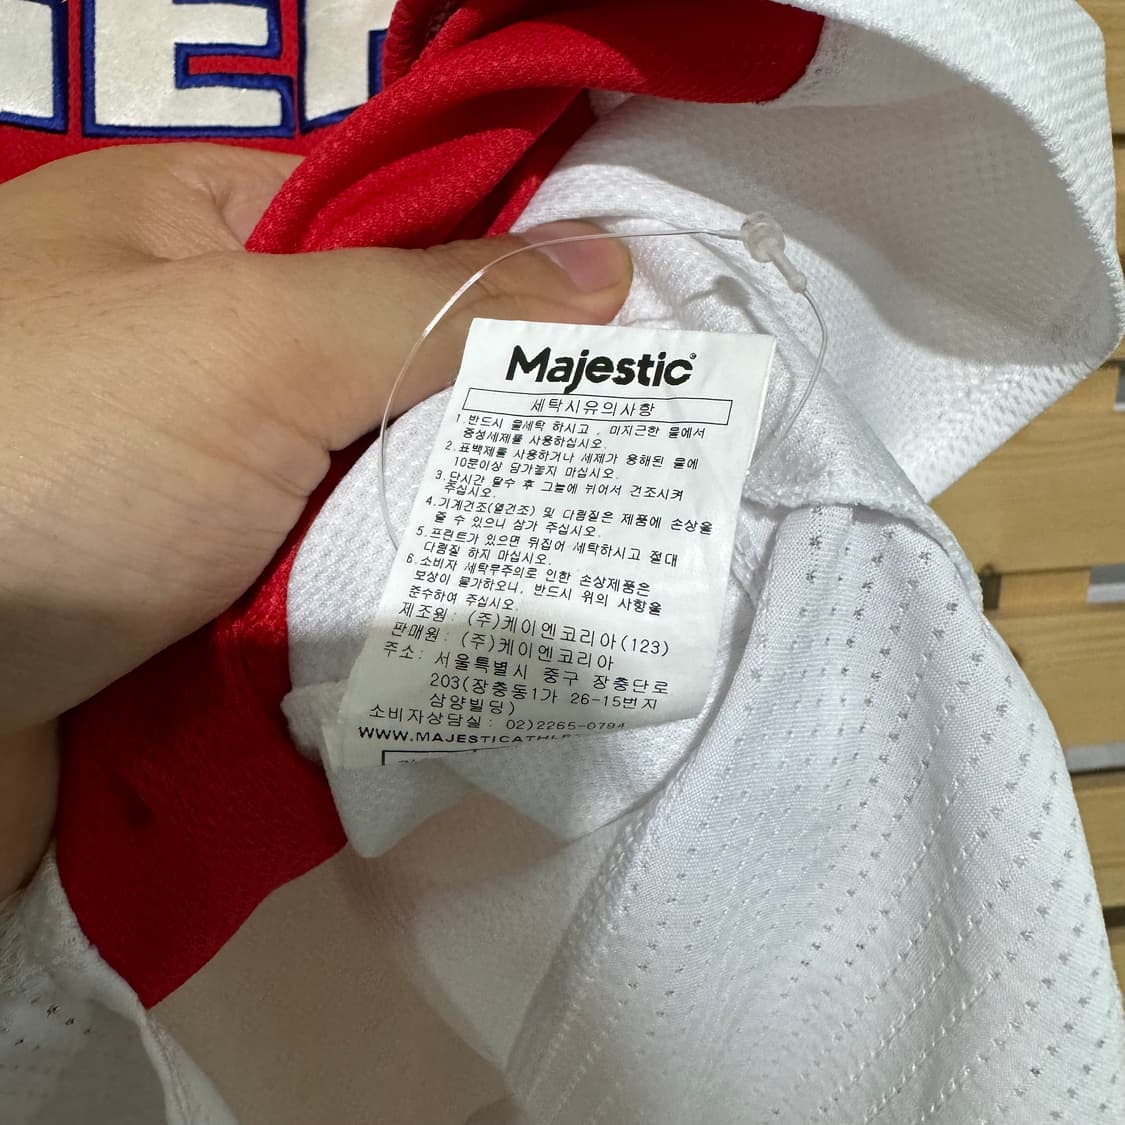 Majestic
세탁시유의사항
1. 반드시 물세탁 하시고 , 미지근한 물에서
중성세제를 사용하십시오.
2. 표백제를 사용하거나 세제가 용해된 물에
10분이상 담가놓지 마십시오.
3. 단시간 탈수 후 그늘에 뉘어서 건조시켜
주십시오.
4. 기계건조(열건조) 및 다림질은 제품에 손상을
줄 수 있으니 삼가 주십시오.
5. 프린트가 있으면 뒤집어 세탁하시고 절대
다림질 하지 마십시오.
6. 소비자 세탁부주의로 인한 손상제품은
보상이 불가하오니, 반드시 위의 사항을
준수하여 주십시오.
제조원: (주)케이엔코리아(123)
판매원: (주)케이엔코리아
주소: 서울특별시 중구 장충단로
203(장충동1가 26-15번지
삼양빌딩)
소비자상담실: 02)2265-0794
WWW.MAJESTICATHLE